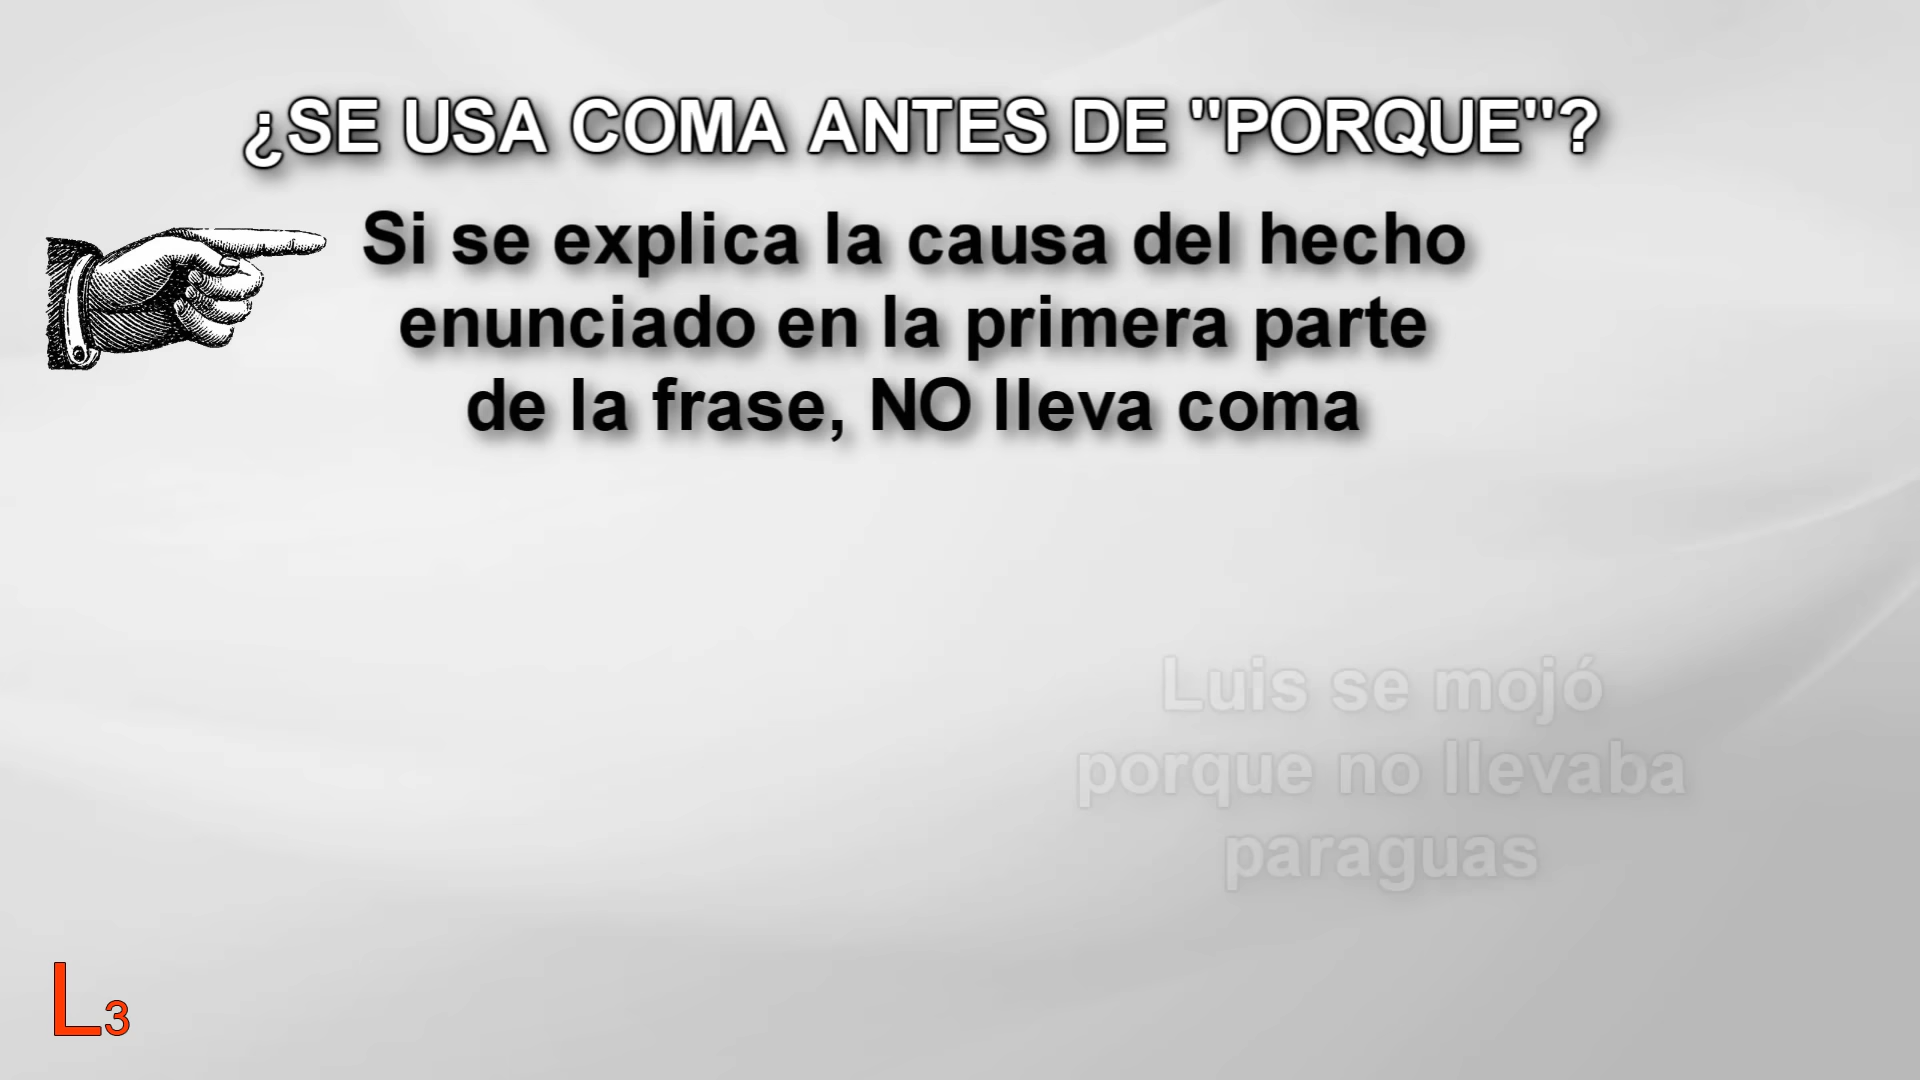 ¿SE USA COMA ANTES DE "PORQUE"?
Si se explica la causa del hecho
enunciado en la primera parte
de la frase, NO lleva coma
Luis se mojó
porque no llevaba
paraguas
L3